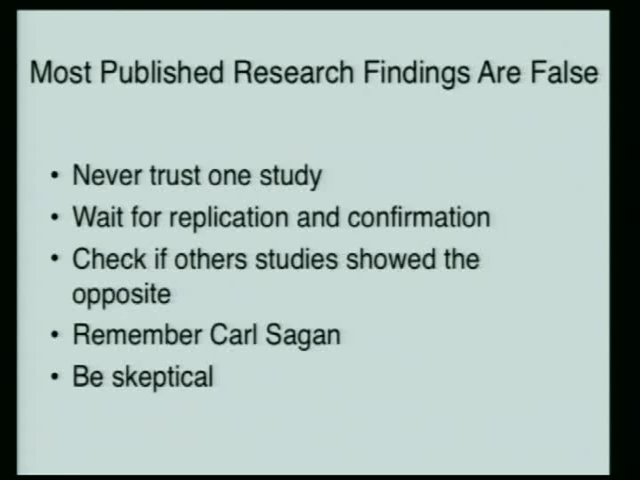 Most Published Research Findings Are False
• Never trust one study
• Wait for replication and confirmation
• Check if others studies showed the
opposite
• Remember Carl Sagan
• Be skeptical